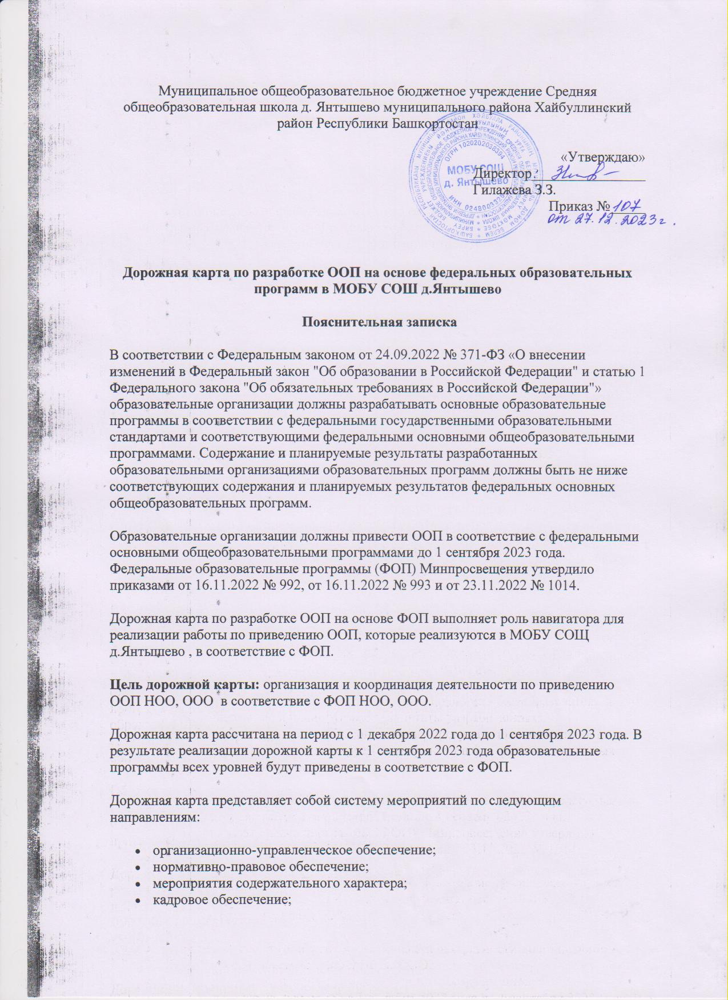 Муниципальное общеобразовательное бюджетное учреждение Средняя
общеобразовательная школа д. Янтышево муниципального района Хайбуллинский
район Республики Башкортостан
«Утверждаю»
Директор:
Гилажева З.З.
Приказ № 107
от 27.12.2023 г.
ОГРН 1020202038394
МОБУ СОШ
д. Янтышево
ИНН 0248003328
Дорожная карта по разработке ООП на основе федеральных образовательных
программ в МОБУ СОШ д.Янтышево
Пояснительная записка
В соответствии с Федеральным законом от 24.09.2022 № 371-ФЗ «О внесении
изменений в Федеральный закон "Об образовании в Российской Федерации" и статью 1
Федерального закона "Об обязательных требованиях в Российской Федерации"»
образовательные организации должны разрабатывать основные образовательные
программы в соответствии с федеральными государственными образовательными
стандартами и соответствующими федеральными основными общеобразовательными
программами. Содержание и планируемые результаты разработанных
образовательными организациями образовательных программ должны быть не ниже
соответствующих содержания и планируемых результатов федеральных основных
общеобразовательных программ.
Образовательные организации должны привести ООП в соответствие с федеральными
основными общеобразовательными программами до 1 сентября 2023 года.
Федеральные образовательные программы (ФОП) Минпросвещения утвердило
приказами от 16.11.2022 № 992, от 16.11.2022 № 993 и от 23.11.2022 № 1014.
Дорожная карта по разработке ООП на основе ФОП выполняет роль навигатора для
реализации работы по приведению ООП, которые реализуются в МОБУ СОЩ
д.Янтышево , в соответствие с ФОП.
Цель дорожной карты: организация и координация деятельности по приведению
ООП НОО, ООО в соответствие с ФОП НОО, ООО.
Дорожная карта рассчитана на период с 1 декабря 2022 года до 1 сентября 2023 года. В
результате реализации дорожной карты к 1 сентября 2023 года образовательные
программы всех уровней будут приведены в соответствие с ФОП.
Дорожная карта представляет собой систему мероприятий по следующим
направлениям:
• организационно-управленческое обеспечение;
• нормативно-правовое обеспечение;
• мероприятия содержательного характера;
• кадровое обеспечение;